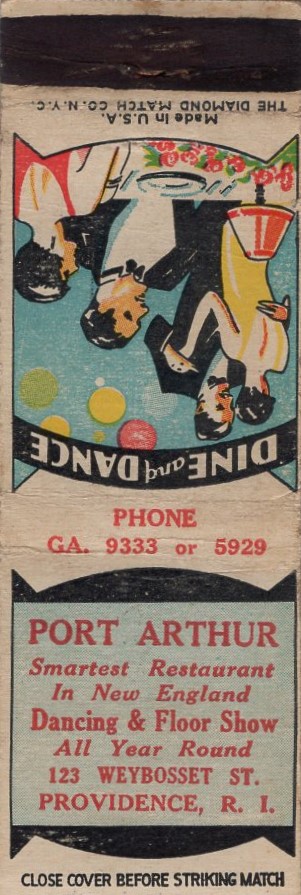 Made in U.S.A.
THE DIAMOND MATCH CO. N.Y.C.
DINE and DANCE
PHONE
GA. 9333 or 5929
PORT ARTHUR
Smartest Restaurant
In New England
Dancing & Floor Show
All Year Round
123 WEYBOSSET ST.
PROVIDENCE, R. I.
CLOSE COVER BEFORE STRIKING MATCH